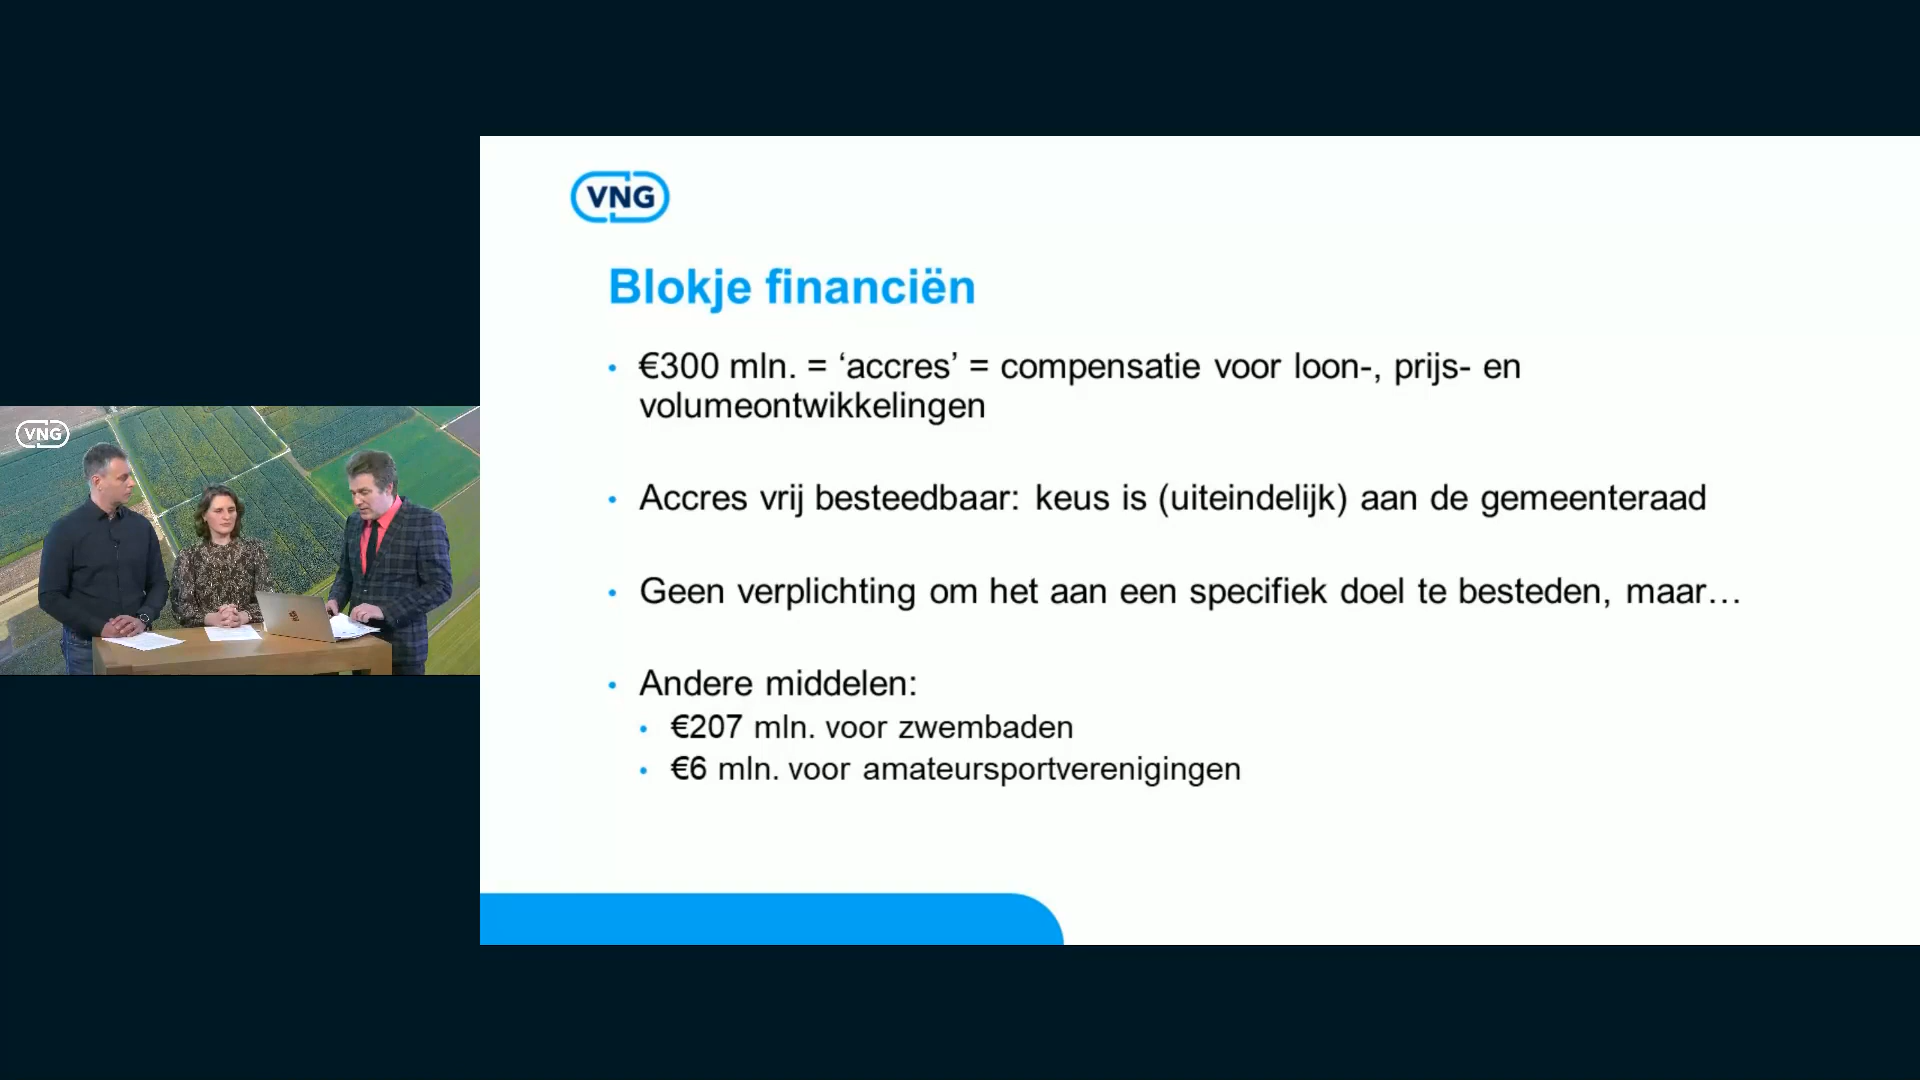 VNG
VNG
Blokje financiën
• €300 mln. = ‘accres’ = compensatie voor loon-, prijs- en
volumeontwikkelingen
• Accres vrij besteedbaar: keus is (uiteindelijk) aan de gemeenteraad
• Geen verplichting om het aan een specifiek doel te besteden, maar…
• Andere middelen:
• €207 mln. voor zwembaden
• €6 mln. voor amateursportverenigingen